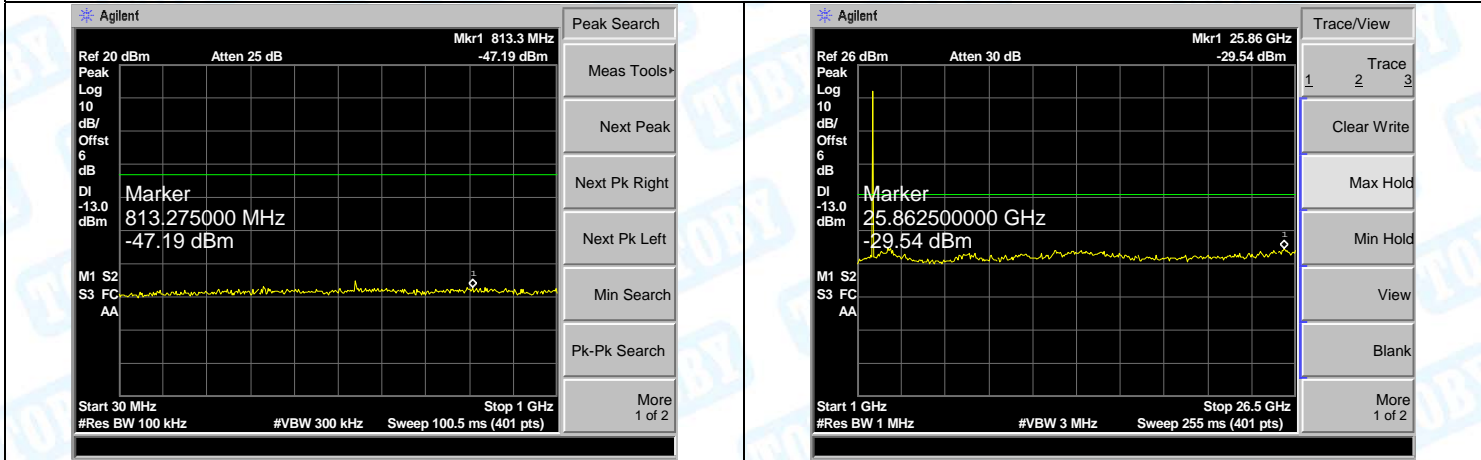 Agilent
Peak Search
Mkr1 813.3 MHz
Ref 20 dBm Atten 25 dB -47.19 dBm
Peak
Log
10
dB/
Offst
6
dB
DI
-13.0
dBm
Marker
813.275000 MHz
-47.19 dBm
1
M1 S2
S3 FC
AA
Start 30 MHz Stop 1 GHz
#Res BW 100 kHz #VBW 300 kHz Sweep 100.5 ms (401 pts)
Meas Tools
Next Peak
Next Pk Right
Next Pk Left
Min Search
Pk-Pk Search
More
1 of 2
Agilent
Trace/View
Mkr1 25.86 GHz
Ref 26 dBm Atten 30 dB -29.54 dBm
Peak
Log
10
dB/
Offst
6
dB
DI
-13.0
dBm
Marker
25.862500000 GHz
-29.54 dBm
1
M1 S2
S3 FC
AA
Start 1 GHz Stop 26.5 GHz
#Res BW 1 MHz #VBW 3 MHz Sweep 255 ms (401 pts)
Trace
1 2 3
Clear Write
Max Hold
Min Hold
View
Blank
More
1 of 2
TOBY